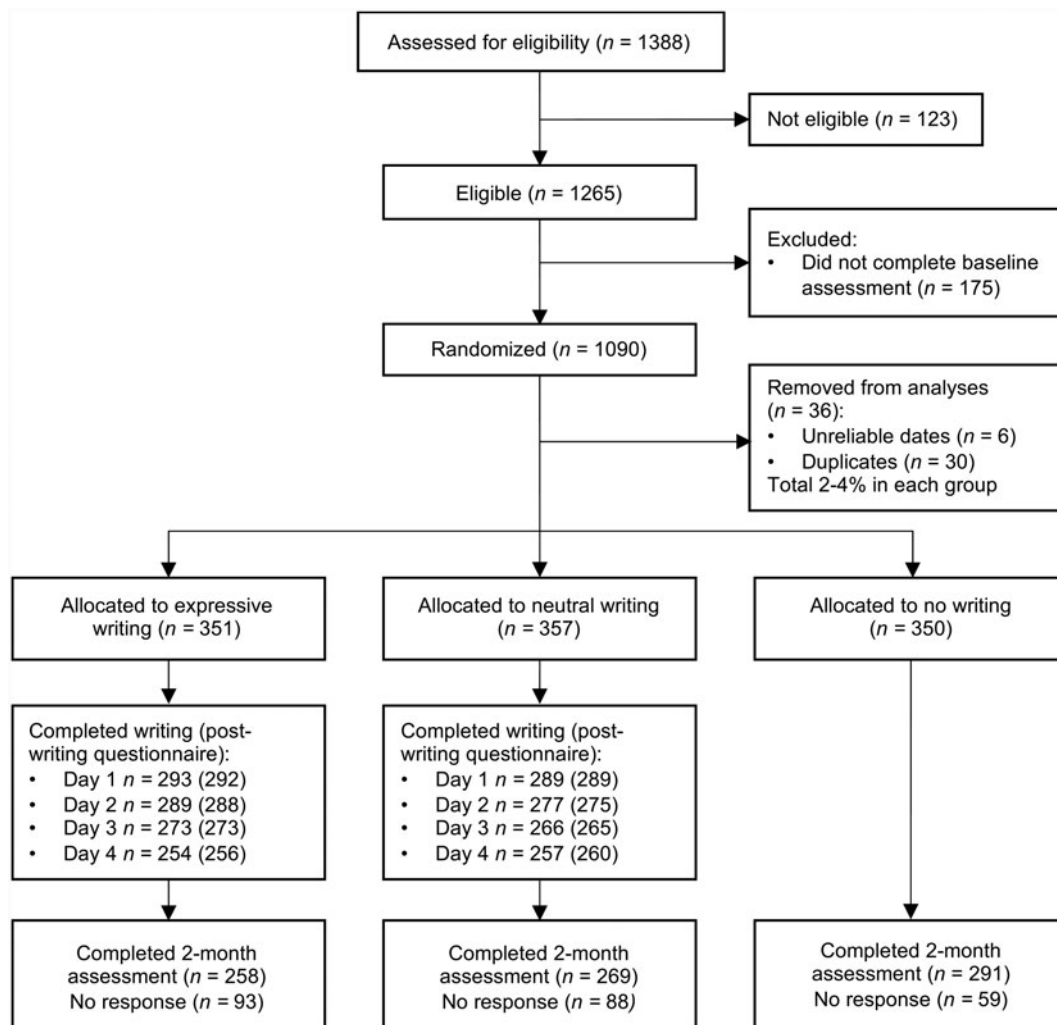 Assessed for eligibility (n = 1388)
Not eligible (n = 123)
Eligible (n = 1265)
Excluded:
• Did not complete baseline
assessment (n = 175)
Randomized (n = 1090)
Removed from analyses
(n = 36):
• Unreliable dates (n = 6)
• Duplicates (n = 30)
Total 2-4% in each group
Allocated to expressive
writing (n = 351)
Allocated to neutral writing
(n = 357)
Allocated to no writing
(n = 350)
Completed writing (post-
writing questionnaire):
• Day 1 n = 293 (292)
• Day 2 n = 289 (288)
• Day 3 n = 273 (273)
• Day 4 n = 254 (256)
Completed writing (post-
writing questionnaire):
• Day 1 n = 289 (289)
• Day 2 n = 277 (275)
• Day 3 n = 266 (265)
• Day 4 n = 257 (260)
Completed 2-month
assessment (n = 258)
No response (n = 93)
Completed 2-month
assessment (n = 269)
No response (n = 88)
Completed 2-month
assessment (n = 291)
No response (n = 59)